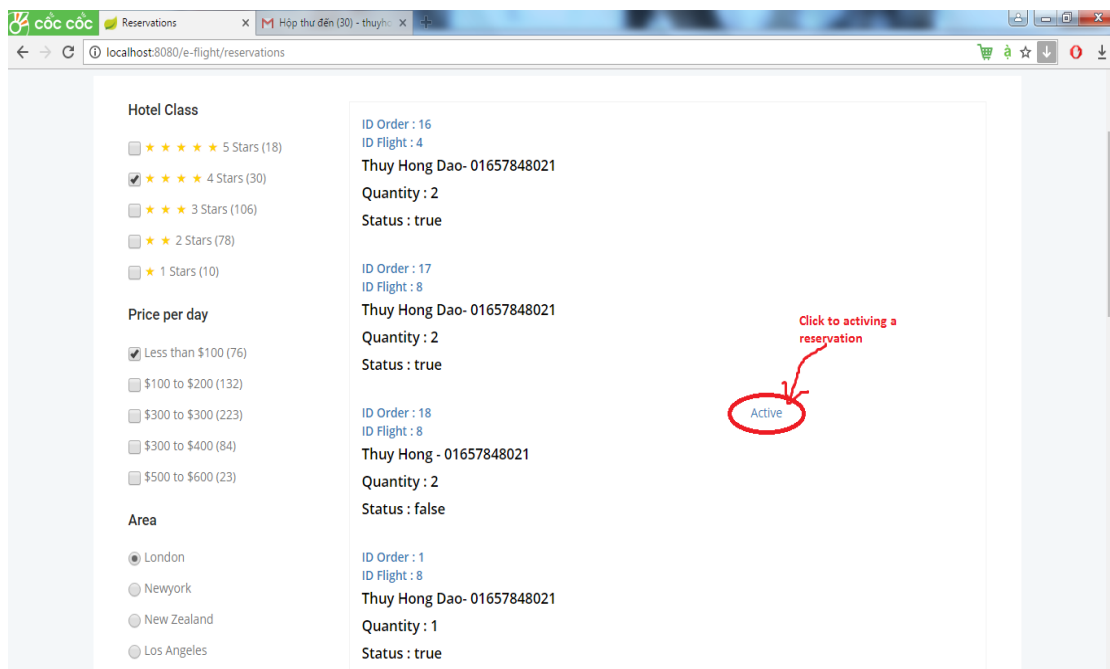 cốc cốc
Reservations
Hộp thư đến (30) - thuyhc
localhost:8080/e-flight/reservations
à
Hotel Class
5 Stars (18)
4 Stars (30)
3 Stars (106)
2 Stars (78)
1 Stars (10)
Price per day
Less than $100 (76)
$100 to $200 (132)
$300 to $300 (223)
$300 to $400 (84)
$500 to $600 (23)
Area
London
Newyork
New Zealand
Los Angeles
ID Order : 16
ID Flight : 4
Thuy Hong Dao- 01657848021
Quantity : 2
Status : true
ID Order : 17
ID Flight : 8
Thuy Hong Dao- 01657848021
Quantity : 2
Status : true
Click to activing a
reservation
ID Order : 18
Active
ID Flight : 8
Thuy Hong - 01657848021
Quantity : 2
Status : false
ID Order : 1
ID Flight : 8
Thuy Hong Dao- 01657848021
Quantity : 1
Status : true